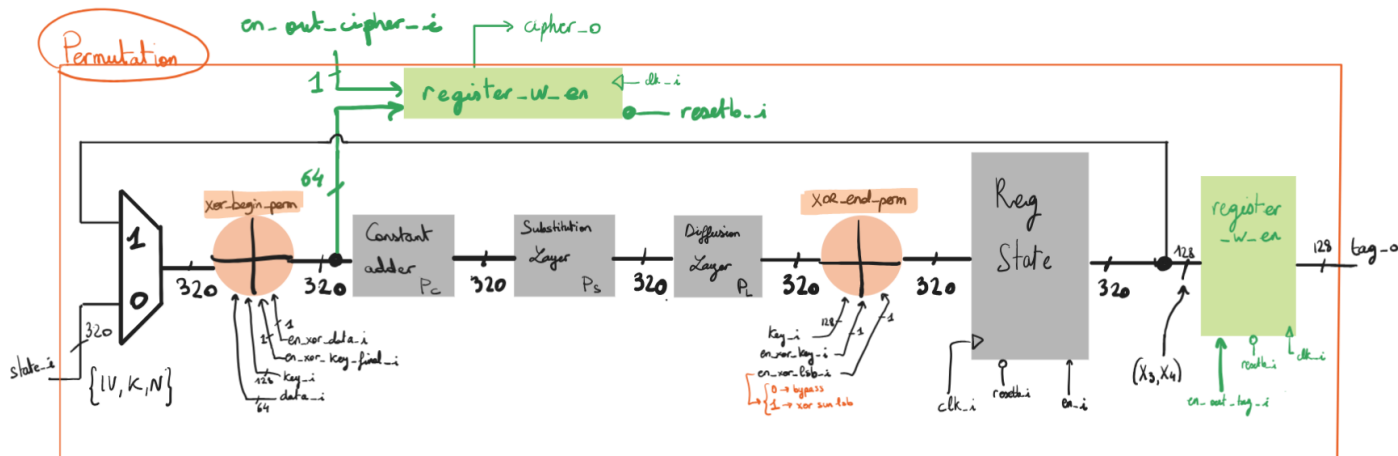 Permutation
en_out_cipher_i
cipher_o
1
register_w_en
clk_i
resetb_i
64
xor_begin_perm
1
0
320
state_i
{IV, K, N}
320
320
Constant
adder
Pc
320
Substitution
Layer
Ps
320
Diffusion
Layer
PL
320
XOR_end_perm
320
1
en_xor_data_i
1
en_xor_key_final_i
128
key_i
64
data_i
key_i
128
en_xor_key_i
1
en_xor_lsb_i
1
0 → bypass
1 → xor sur lsb
Reg
State
clk_i
resetb_i
en_i
320
128
(X3, X4)
register
_w_en
128
tag_o
resetb_i
clk_i
en_out_tag_i